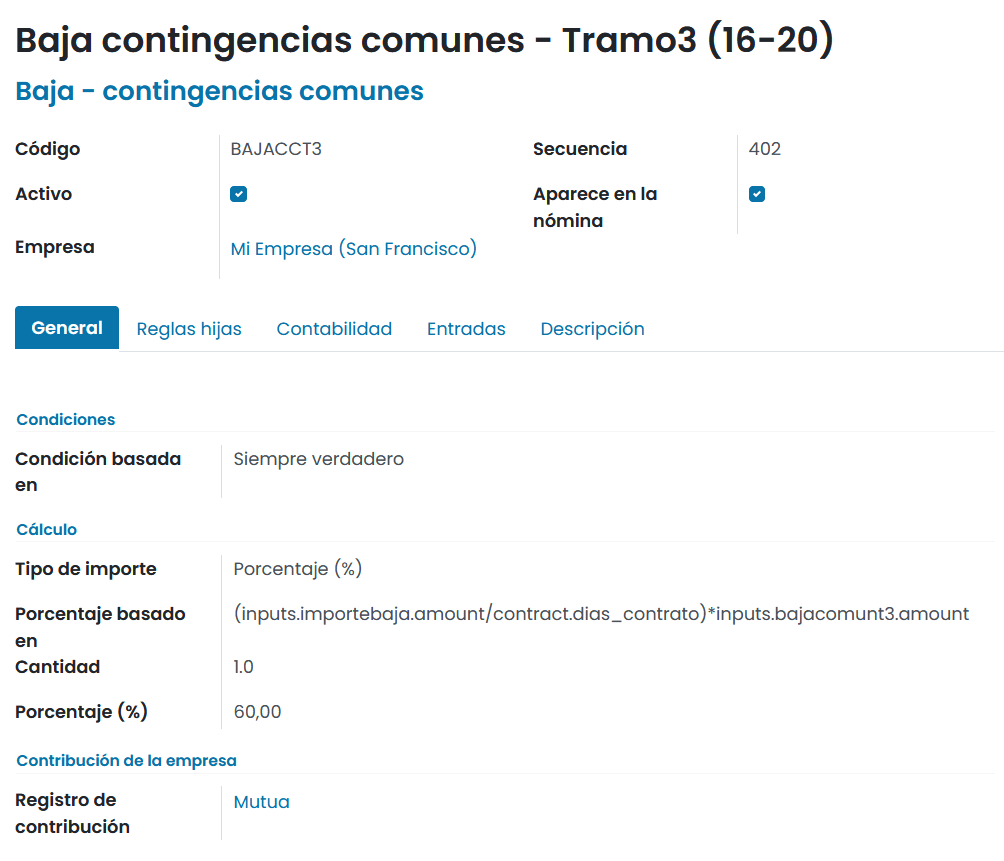 Baja contingencias comunes - Tramo3 (16-20)
Baja - contingencias comunes
Código
BAJACCT3
Secuencia
402
Activo
Aparece en la
nómina
Empresa
Mi Empresa (San Francisco)
General
Reglas hijas
Contabilidad
Entradas
Descripción
Condiciones
Condición basada
en
Siempre verdadero
Cálculo
Tipo de importe
Porcentaje (%)
Porcentaje basado
en
(inputs.importebaja.amount/contract.dias_contrato)*inputs.bajacomunt3.amount
Cantidad
1.0
Porcentaje (%)
60,00
Contribución de la empresa
Registro de
contribución
Mutua